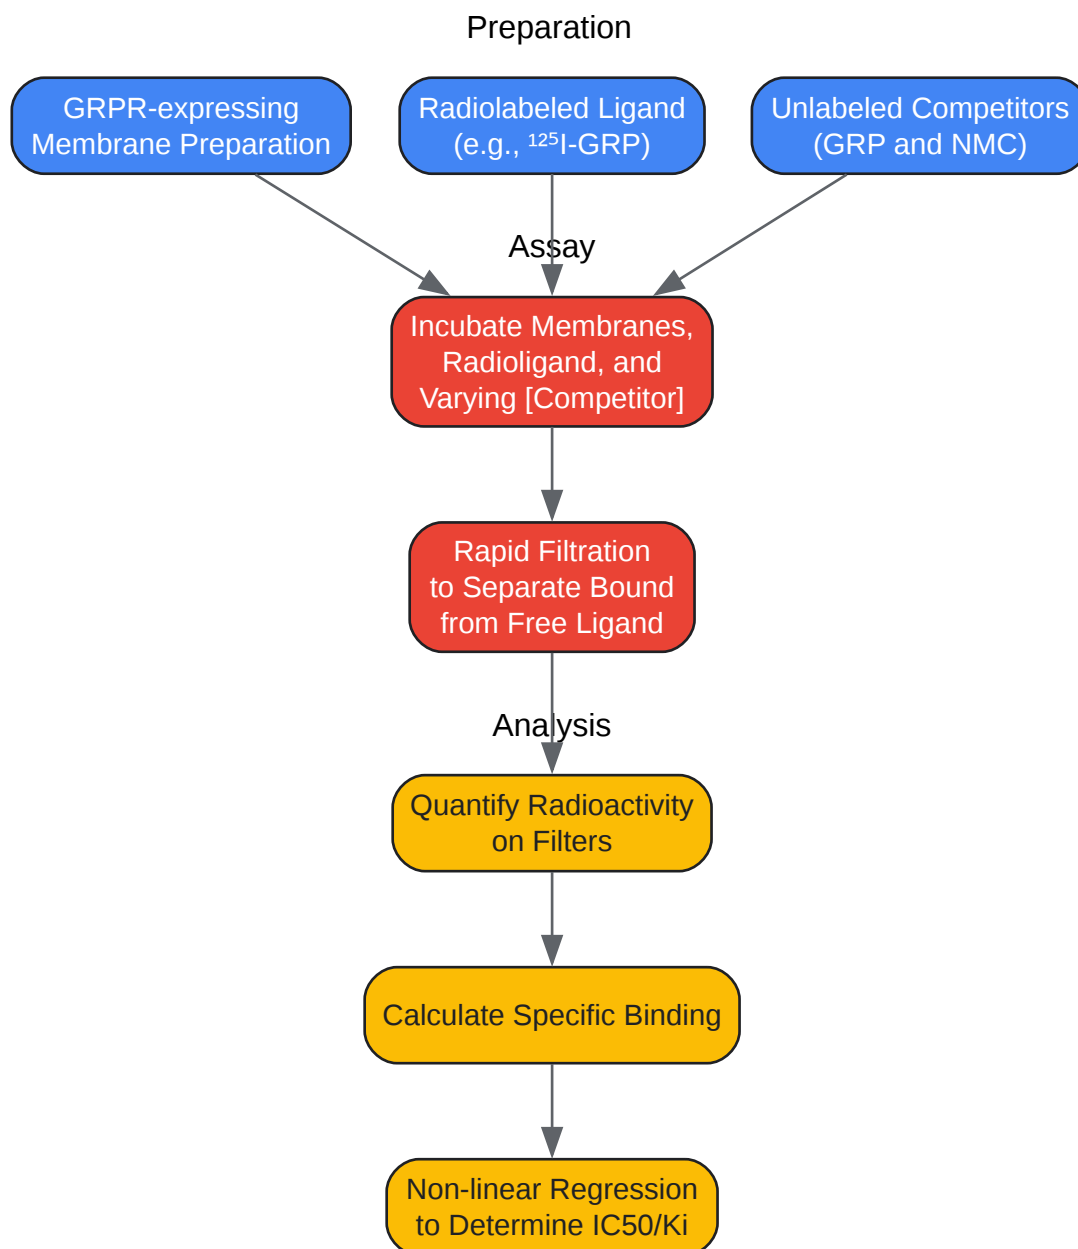 Preparation
GRPR-expressing
Membrane Preparation
Radiolabeled Ligand
(e.g., ¹²⁵I-GRP)
Unlabeled Competitors
(GRP and NMC)
Assay
Incubate Membranes,
Radioligand, and
Varying [Competitor]
Rapid Filtration
to Separate Bound
from Free Ligand
Analysis
Quantify Radioactivity
on Filters
Calculate Specific Binding
Non-linear Regression
to Determine IC50/Ki